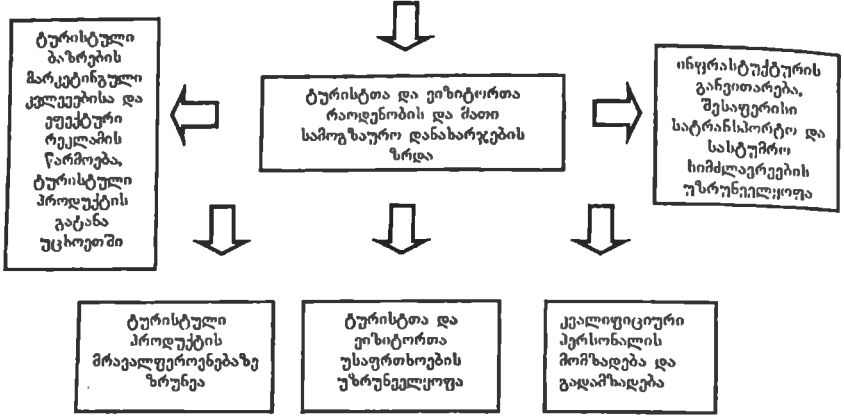 ტურისტული
ბაზრების
მარკეტინგული
კვლევებისა და
ეფექტური
რეკლამის
წარმოება,
ტურისტული
პროდუქტის
გატანა
უცხოეთში
ტურისტთა და ვიზიტორთა
რაოდენობის და მათი
სამოგზაურო დანახარჯების
ზრდა
ინფრასტუქტურის
განვითარება,
შესაფერისი
სატრანსპორტო და
სასტუმრო
სიმძლავრეების
უზრუნველყოფა
ტურისტული
პროდუქტის
მრავალფეროვნებაზე
ზრუნვა
ტურისტთა და
ვიზიტორთა
უსაფრთხოების
უზრუნველყოფა
კვალიფიციური
პერსონალის
მომზადება და
გადამზადება